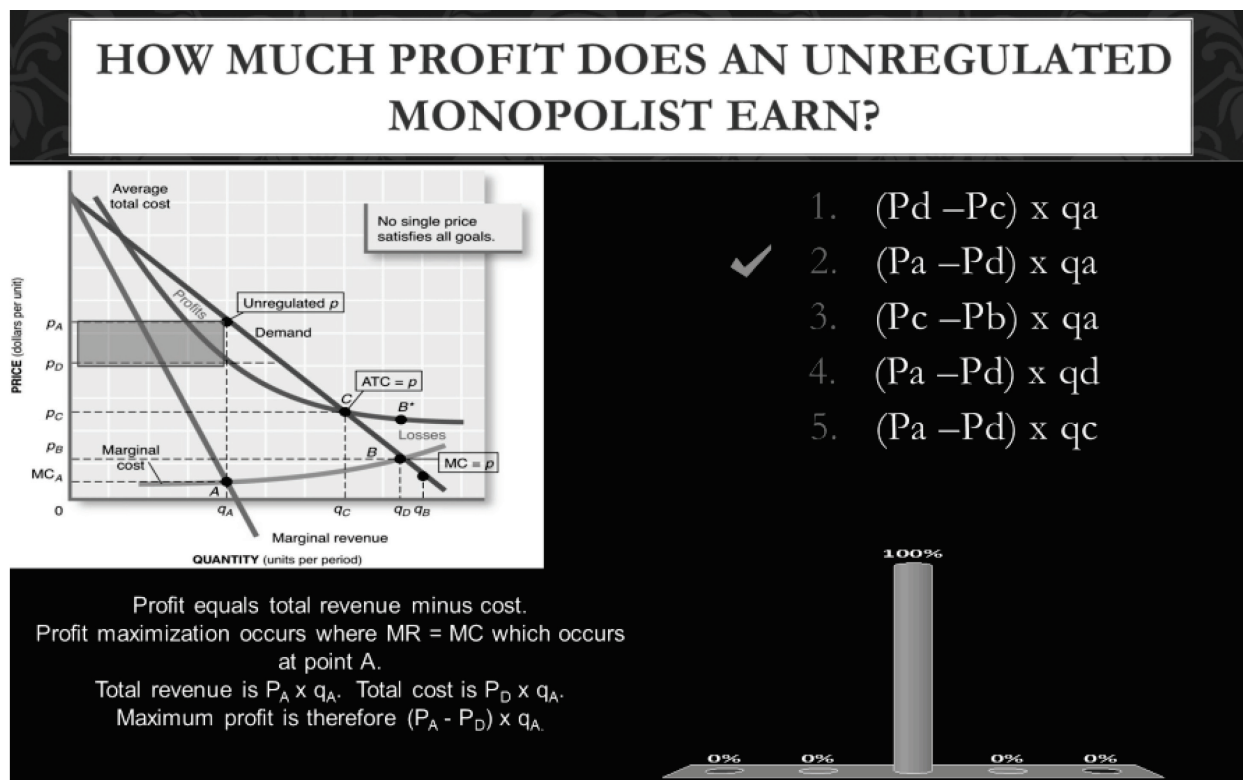 HOW MUCH PROFIT DOES AN UNREGULATED
MONOPOLIST EARN?
Average
total cost
No single price
satisfies all goals.
Profits
Unregulated p
Demand
PRICE (dollars per unit)
pA
pD
ATC = p
C
B*
pC
Losses
pB
Marginal
cost
B
MC = p
MCA
A
0
qA
qC
qD
qB
Marginal revenue
QUANTITY (units per period)
1. (Pd –Pc) x qa
2. (Pa –Pd) x qa
3. (Pc –Pb) x qa
4. (Pa –Pd) x qd
5. (Pa –Pd) x qc
Profit equals total revenue minus cost.
Profit maximization occurs where MR = MC which occurs
at point A.
Total revenue is PA x qA. Total cost is PD x qA.
Maximum profit is therefore (PA - PD) x qA.
100%
0% 0% 0% 0%